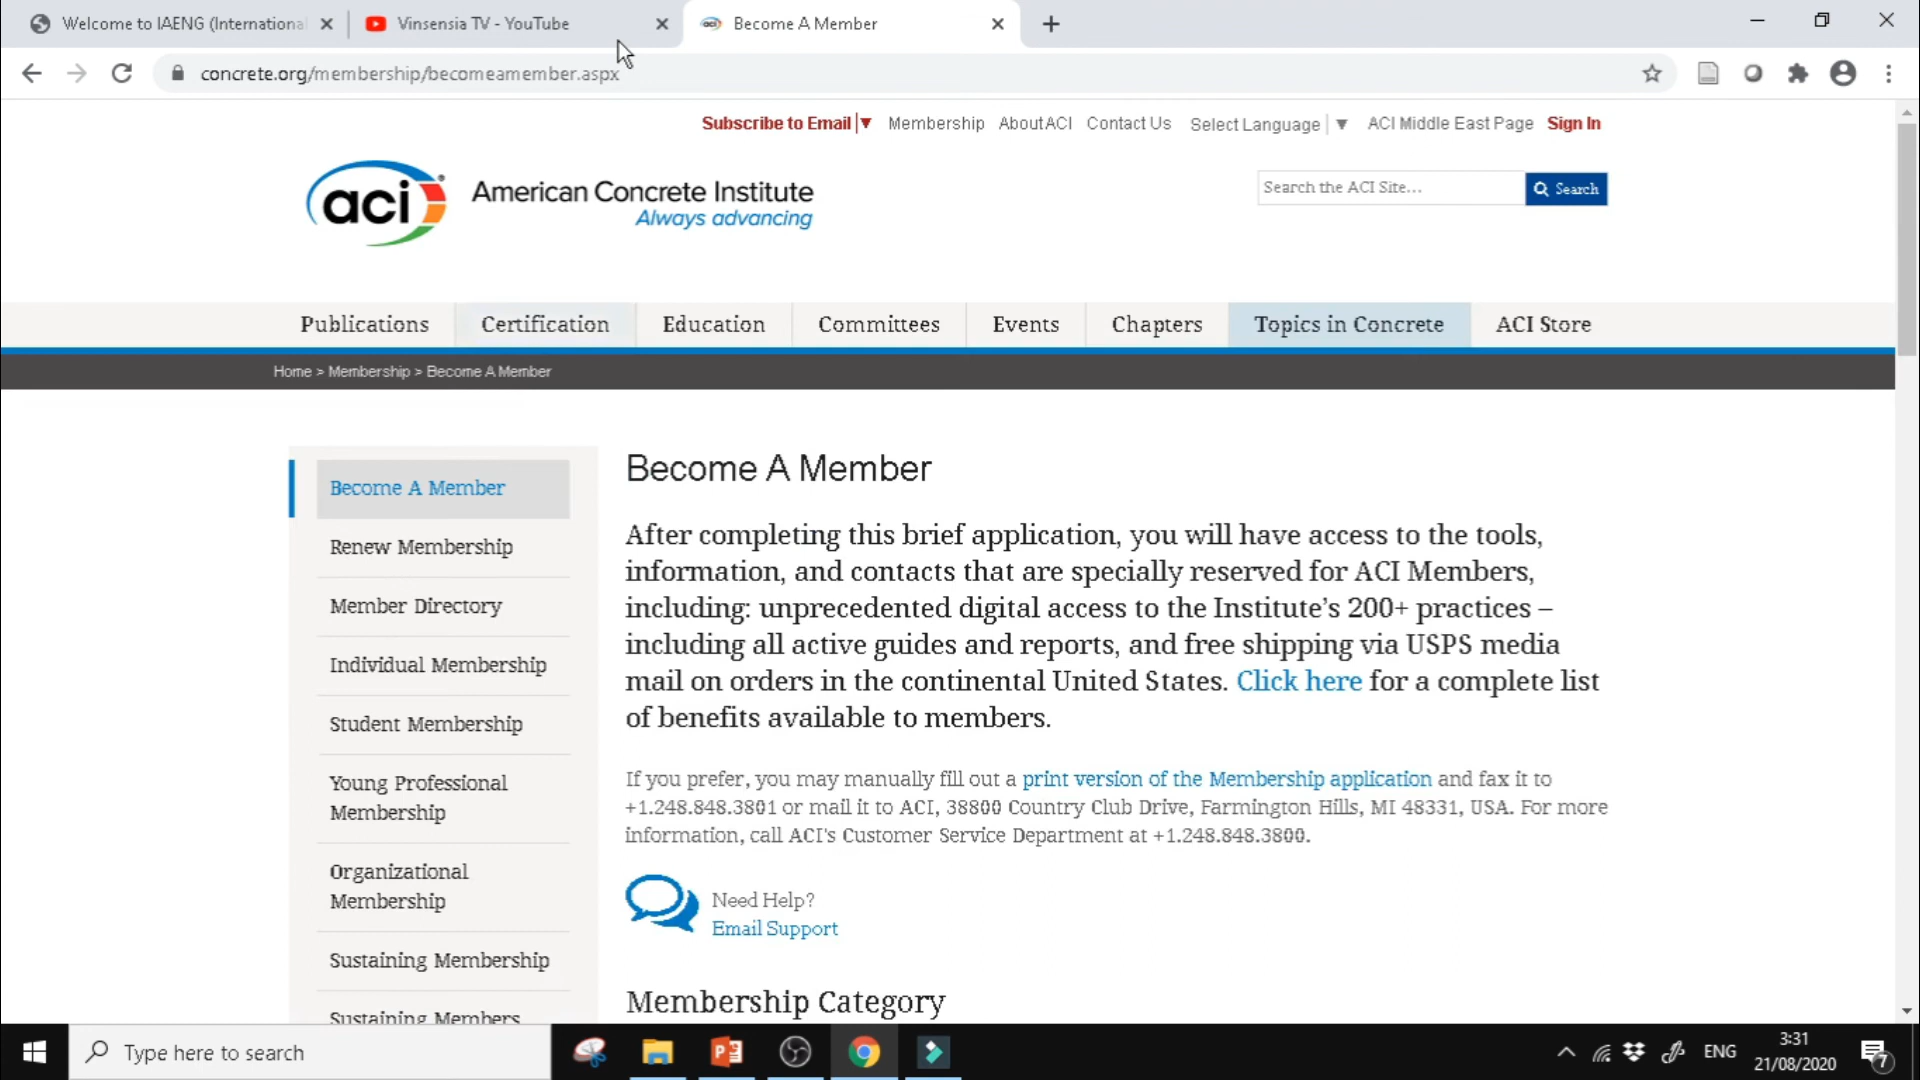 Welcome to IAENG (International
Vinsensia TV - YouTube
Become A Member
concrete.org/membership/becomeamember.aspx
Subscribe to Email
Membership
About ACI
Contact Us
Select Language
ACI Middle East Page
Sign In
aci
American Concrete Institute
Always advancing
Search the ACI Site...
Search
Publications
Certification
Education
Committees
Events
Chapters
Topics in Concrete
ACI Store
Home > Membership > Become A Member
Become A Member
Renew Membership
Member Directory
Individual Membership
Student Membership
Young Professional
Membership
Organizational
Membership
Sustaining Membership
Sustaining Members
Become A Member
After completing this brief application, you will have access to the tools,
information, and contacts that are specially reserved for ACI Members,
including: unprecedented digital access to the Institute's 200+ practices –
including all active guides and reports, and free shipping via USPS media
mail on orders in the continental United States. Click here for a complete list
of benefits available to members.
If you prefer, you may manually fill out a print version of the Membership application and fax it to
+1.248.848.3801 or mail it to ACI, 38800 Country Club Drive, Farmington Hills, MI 48331, USA. For more
information, call ACI's Customer Service Department at +1.248.848.3800.
Need Help?
Email Support
Membership Category
Type here to search
ENG
3:31
21/08/2020
7